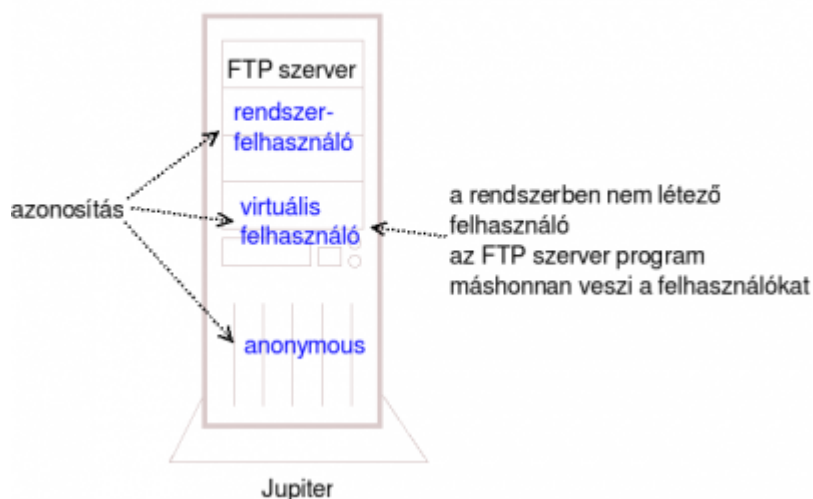 FTP szerver
rendszer-
felhasználó
azonosítás
virtuális
felhasználó
a rendszerben nem létező
felhasználó
az FTP szerver program
máshonnan veszi a felhasználókat
anonymous
Jupiter